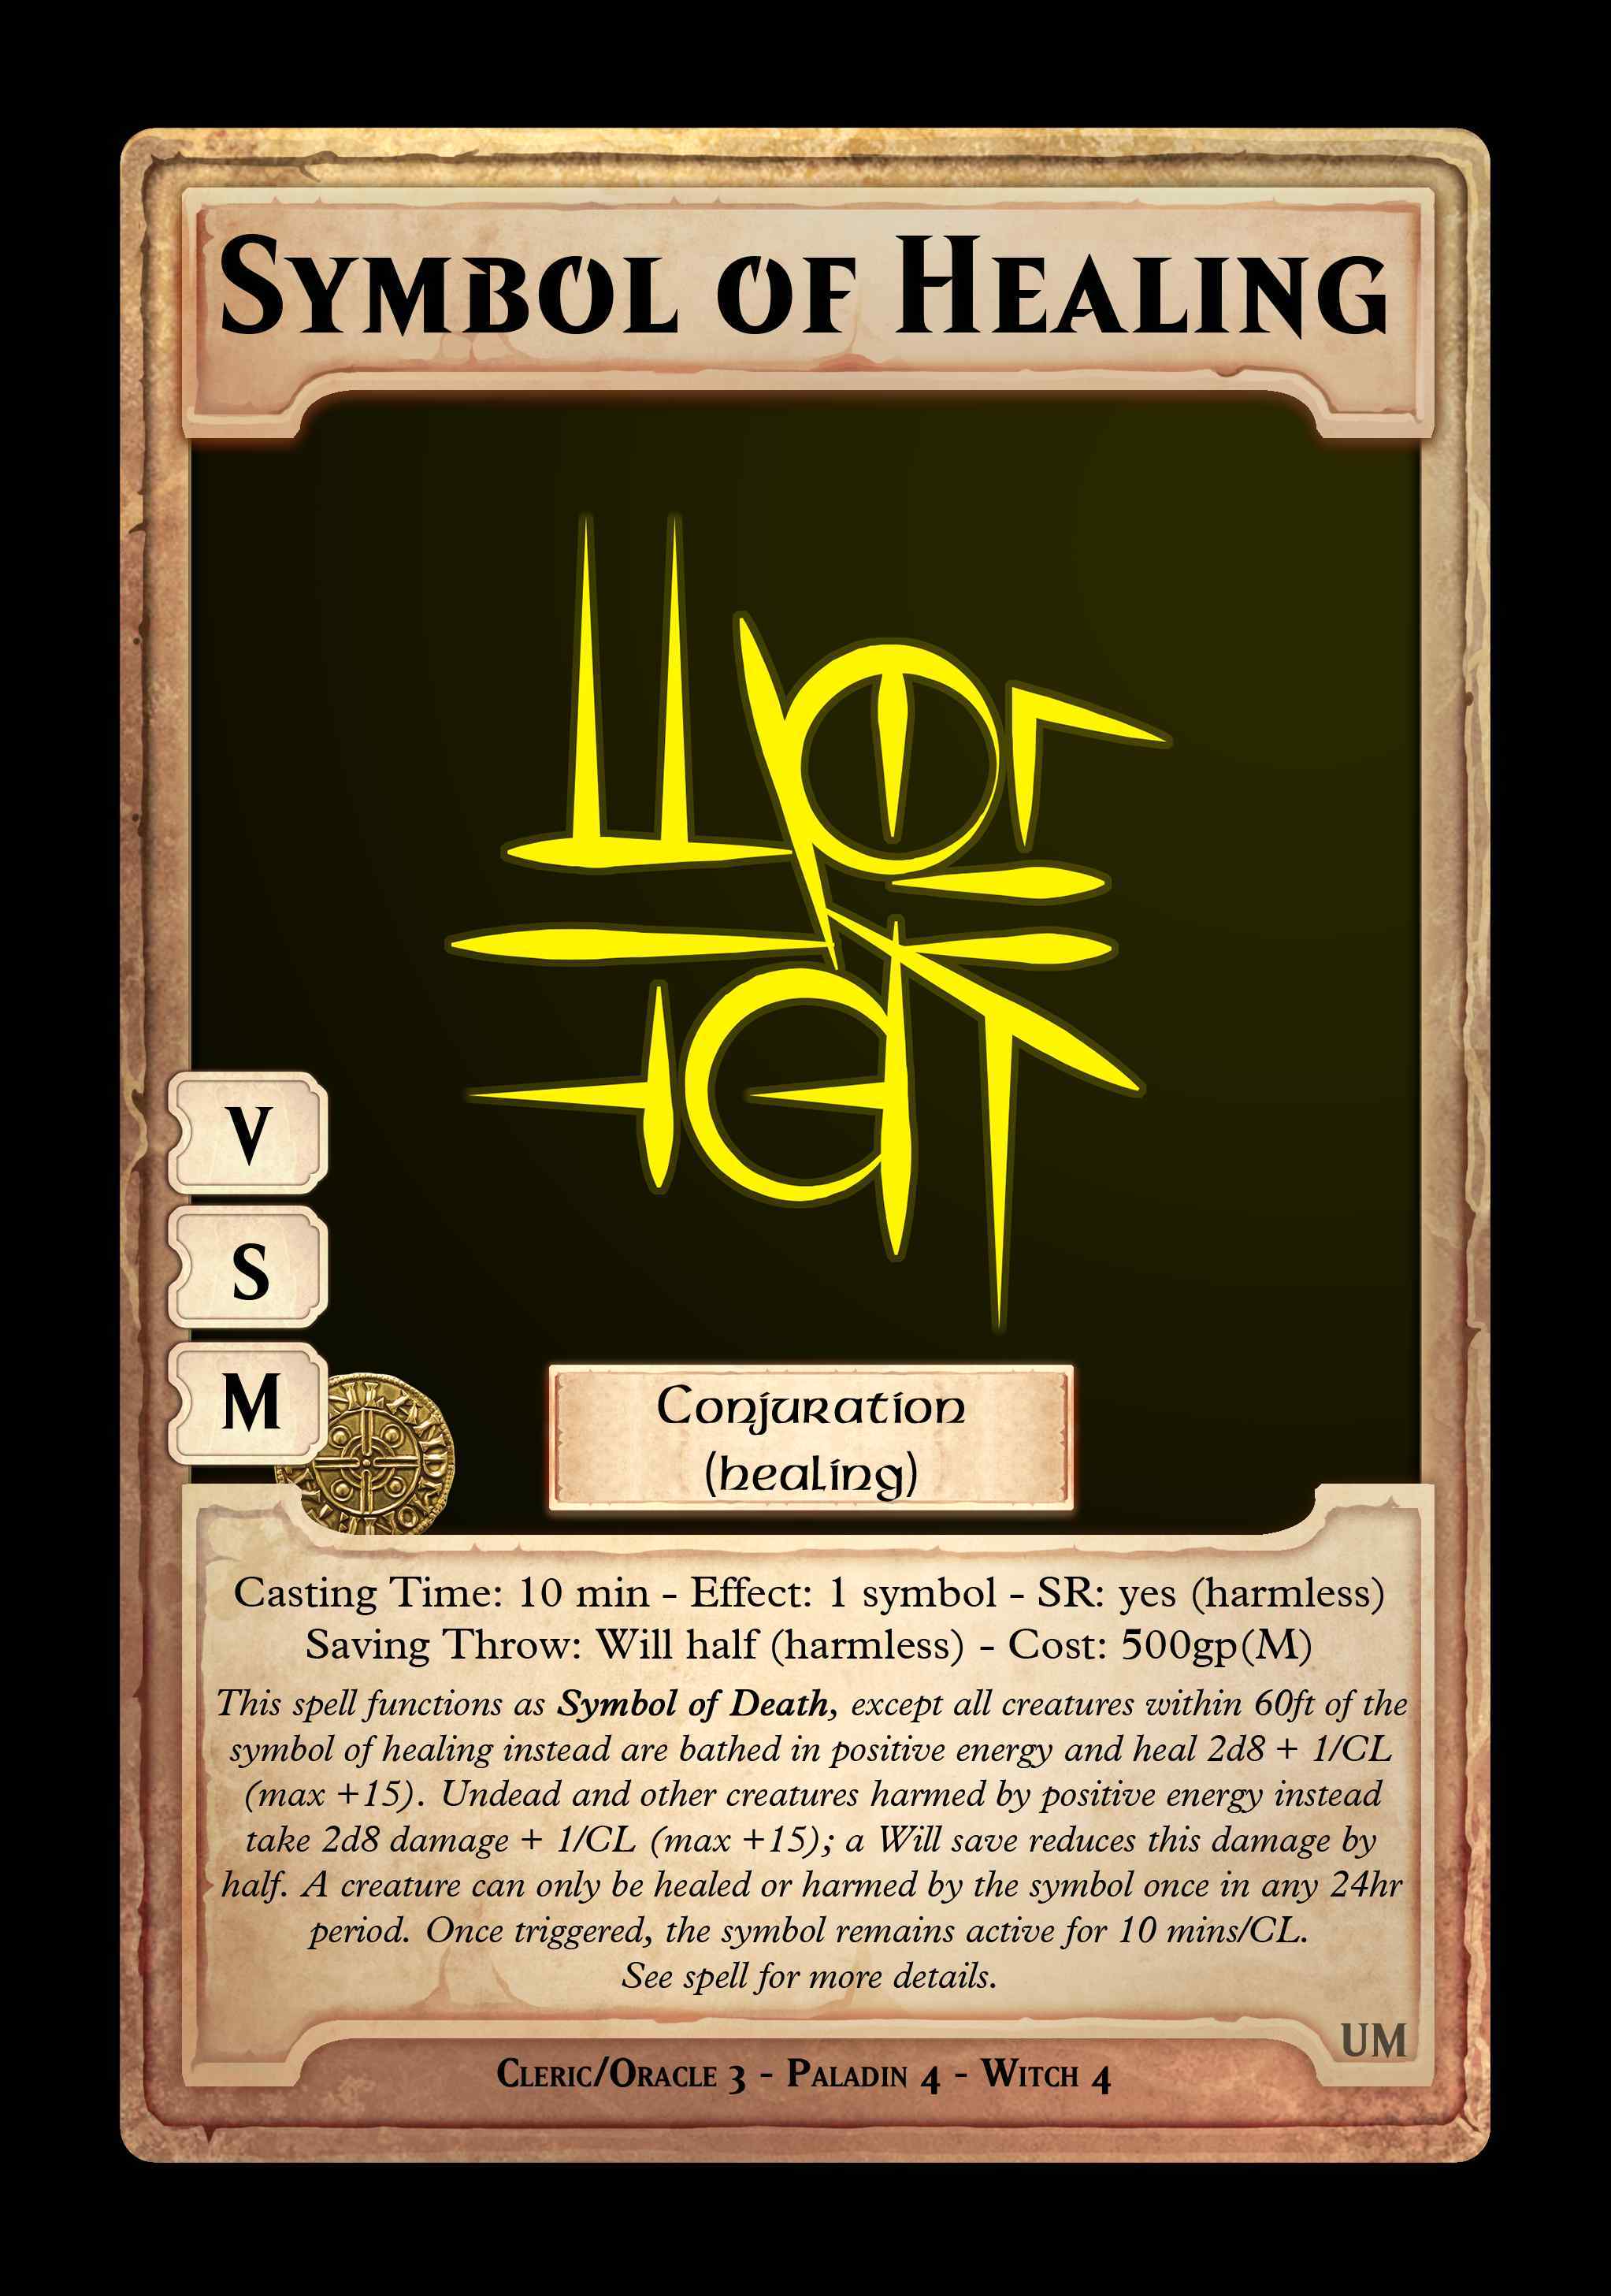 Symbol of Healing
V
S
M
Conjuration
(healing)
Casting Time: 10 min - Effect: 1 symbol - SR: yes (harmless)
Saving Throw: Will half (harmless) - Cost: 500gp(M)
This spell functions as Symbol of Death, except all creatures within 60ft of the
symbol of healing instead are bathed in positive energy and heal 2d8 + 1/CL
(max +15). Undead and other creatures harmed by positive energy instead
take 2d8 damage + 1/CL (max +15); a Will save reduces this damage by
half. A creature can only be healed or harmed by the symbol once in any 24hr
period. Once triggered, the symbol remains active for 10 mins/CL.
See spell for more details.
UM
Cleric/Oracle 3 - Paladin 4 - Witch 4